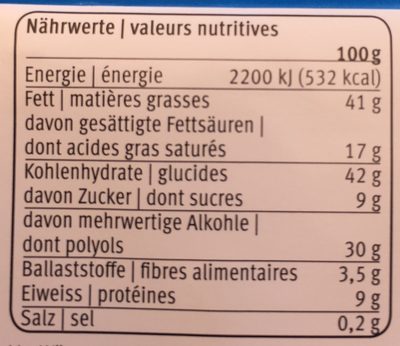 Nährwerte | valeurs nutritives
100g
Energie | énergie 2200 kJ (532 kcal)
Fett | matières grasses 41 g
davon gesättigte Fettsäuren |
dont acides gras saturés 17 g
Kohlenhydrate | glucides 42 g
davon Zucker | dont sucres 9 g
davon mehrwertige Alkohle |
dont polyols 30 g
Ballaststoffe | fibres alimentaires 3,5 g
Eiweiss | protéines 9 g
Salz | sel 0,2 g